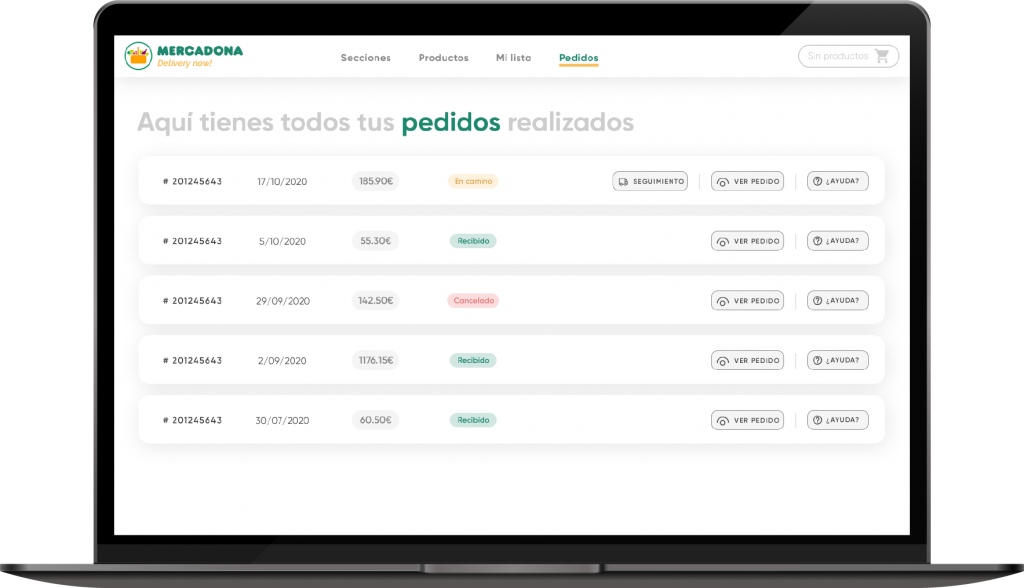 MERCADONA
Delivery now!
Secciones Productos Mi lista Pedidos
Sin productos
Aquí tienes todos tus pedidos realizados
# 201245643 17/10/2020 185.90€ En camino SEGUIMIENTO VER PEDIDO ¿AYUDA?
# 201245643 5/10/2020 55.30€ Recibido VER PEDIDO ¿AYUDA?
# 201245643 29/09/2020 142.50€ Cancelado VER PEDIDO ¿AYUDA?
# 201245643 2/09/2020 1176.15€ Recibido VER PEDIDO ¿AYUDA?
# 201245643 30/07/2020 60.50€ Recibido VER PEDIDO ¿AYUDA?